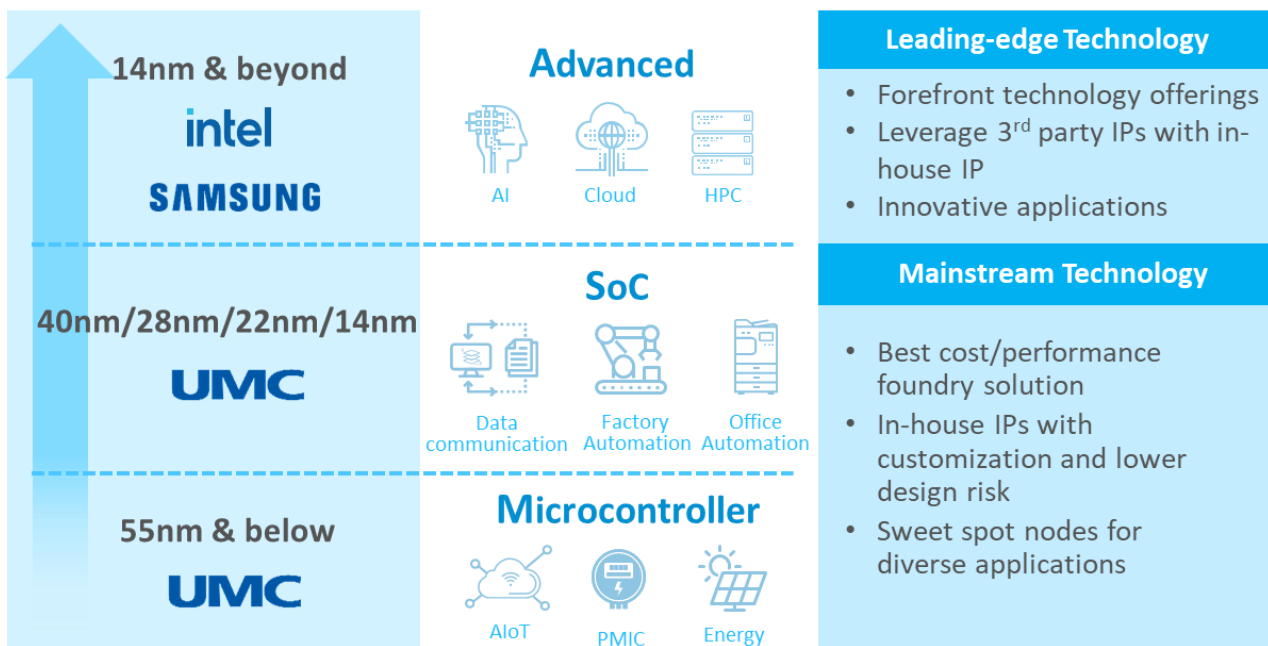 14nm & beyond
intel
SAMSUNG
Advanced
AI
Cloud
HPC
Leading-edge Technology
• Forefront technology offerings
• Leverage 3rd party IPs with in-
house IP
• Innovative applications
40nm/28nm/22nm/14nm
UMC
SoC
Data
communication
Factory
Automation
Office
Automation
Mainstream Technology
• Best cost/performance
foundry solution
• In-house IPs with
customization and lower
design risk
• Sweet spot nodes for
diverse applications
55nm & below
UMC
Microcontroller
AIoT
PMIC
Energy